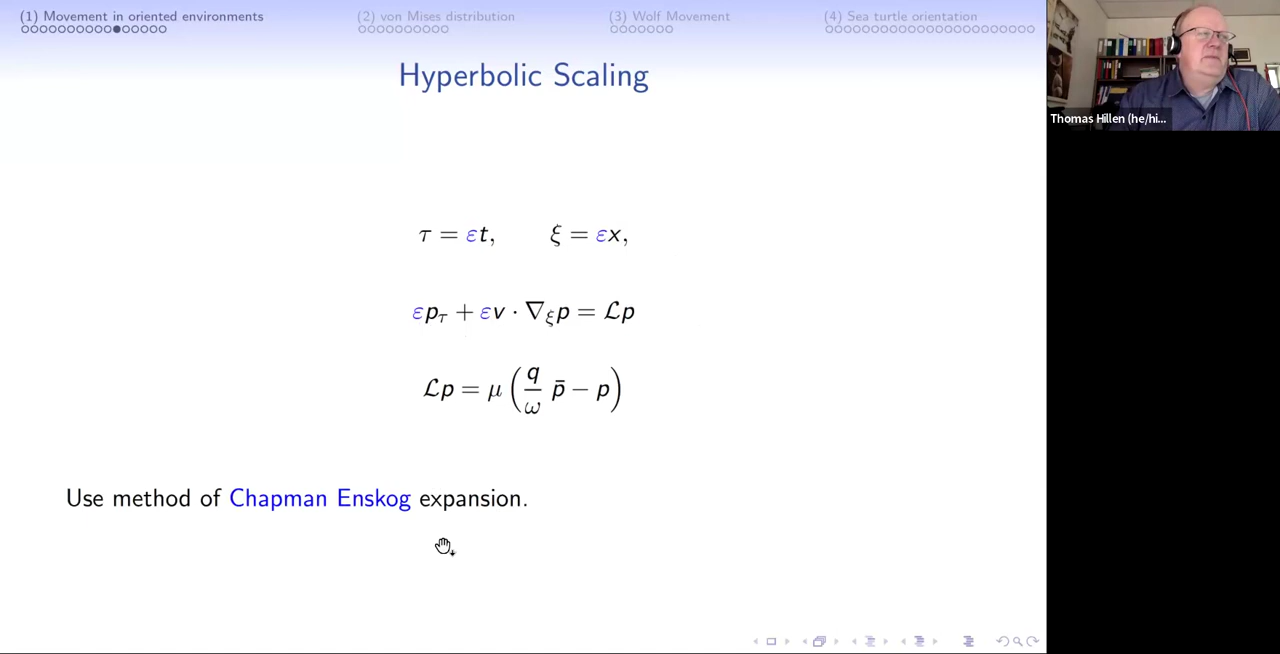 (1) Movement in oriented environments (2) von Mises distribution (3) Wolf Movement (4) Sea turtle orientation
Hyperbolic Scaling
τ = εt, ξ = εx,
εp_τ + εv · ∇_ξ p = ℒp
ℒp = μ (q/ω p̄ − p)
Use method of Chapman Enskog expansion.
Thomas Hillen (he/hi...